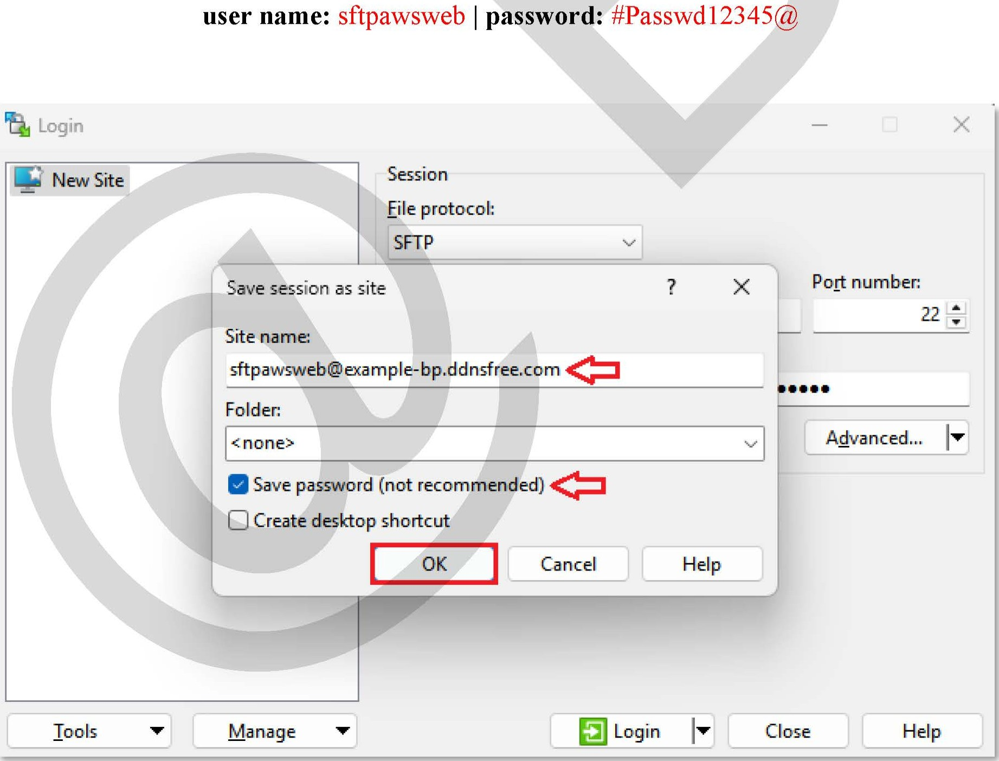 user name: sftpawsweb | password: #Passwd12345@
Login
New Site
Session
File protocol:
SFTP
Port number:
22
Save session as site
?
Site name:
sftpawsweb@example-bp.ddnsfree.com
•••••
Folder:
<none>
Advanced...
Save password (not recommended)
Create desktop shortcut
OK Cancel Help
Tools Manage Login Close Help